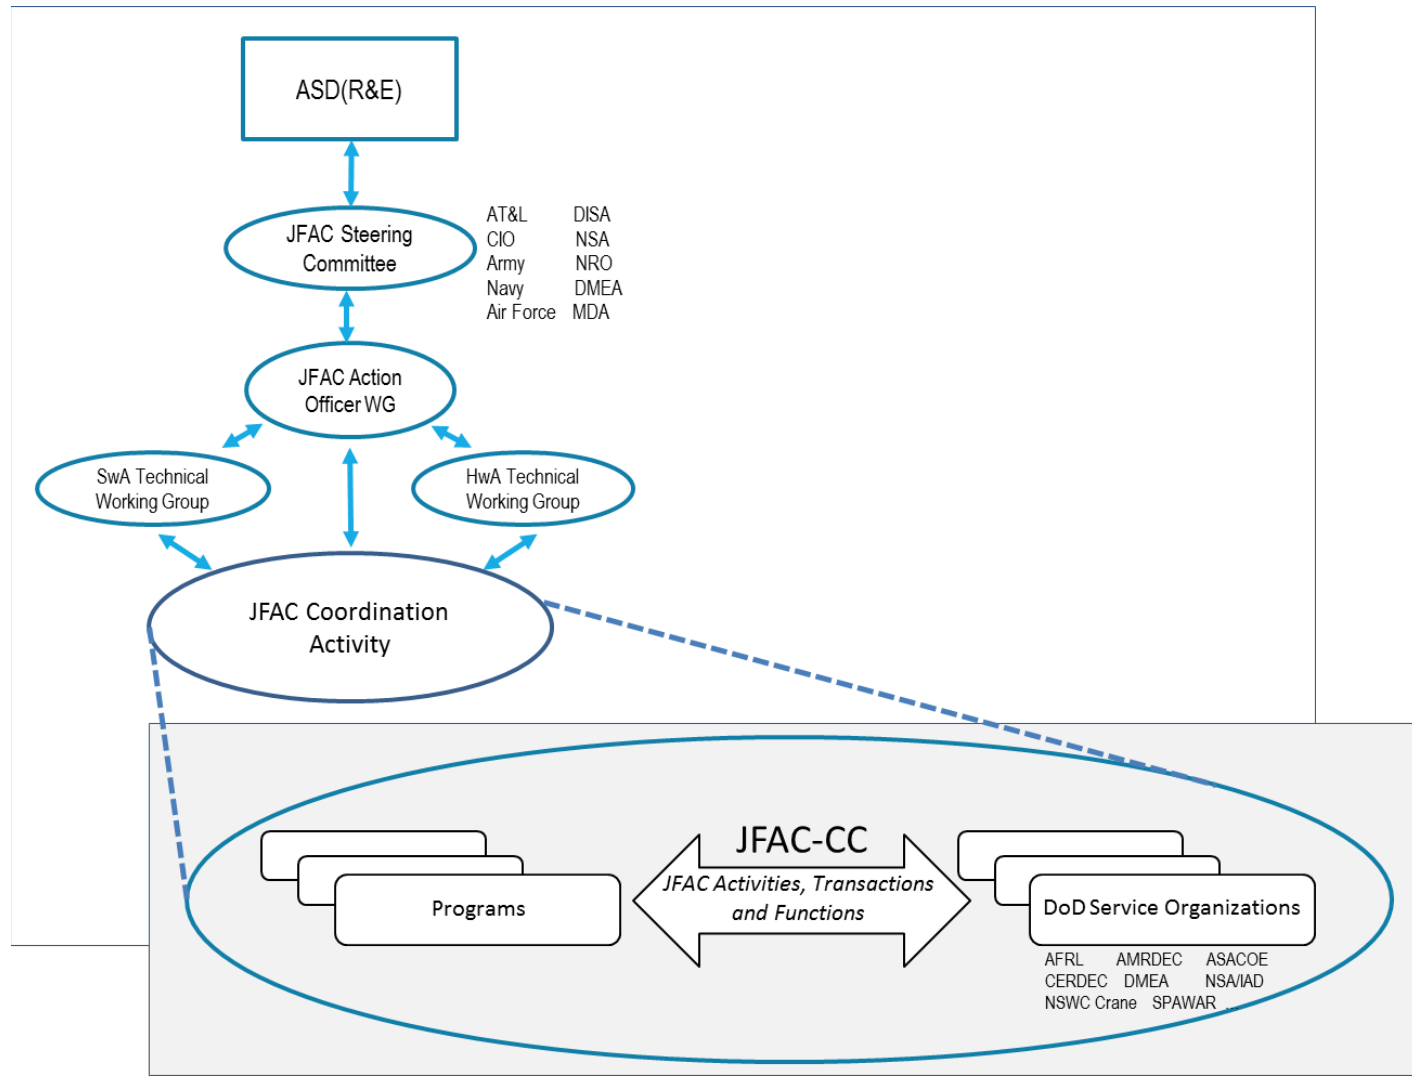 ASD(R&E)
JFAC Steering
Committee
AT&L DISA
CIO NSA
Army NRO
Navy DMEA
Air Force MDA
JFAC Action
Officer WG
SwA Technical
Working Group
HwA Technical
Working Group
JFAC Coordination
Activity
JFAC-CC
JFAC Activities, Transactions
and Functions
Programs
DoD Service Organizations
AFRL AMRDEC ASACOE
CERDEC DMEA NSA/IAD
NSWC Crane SPAWAR ...